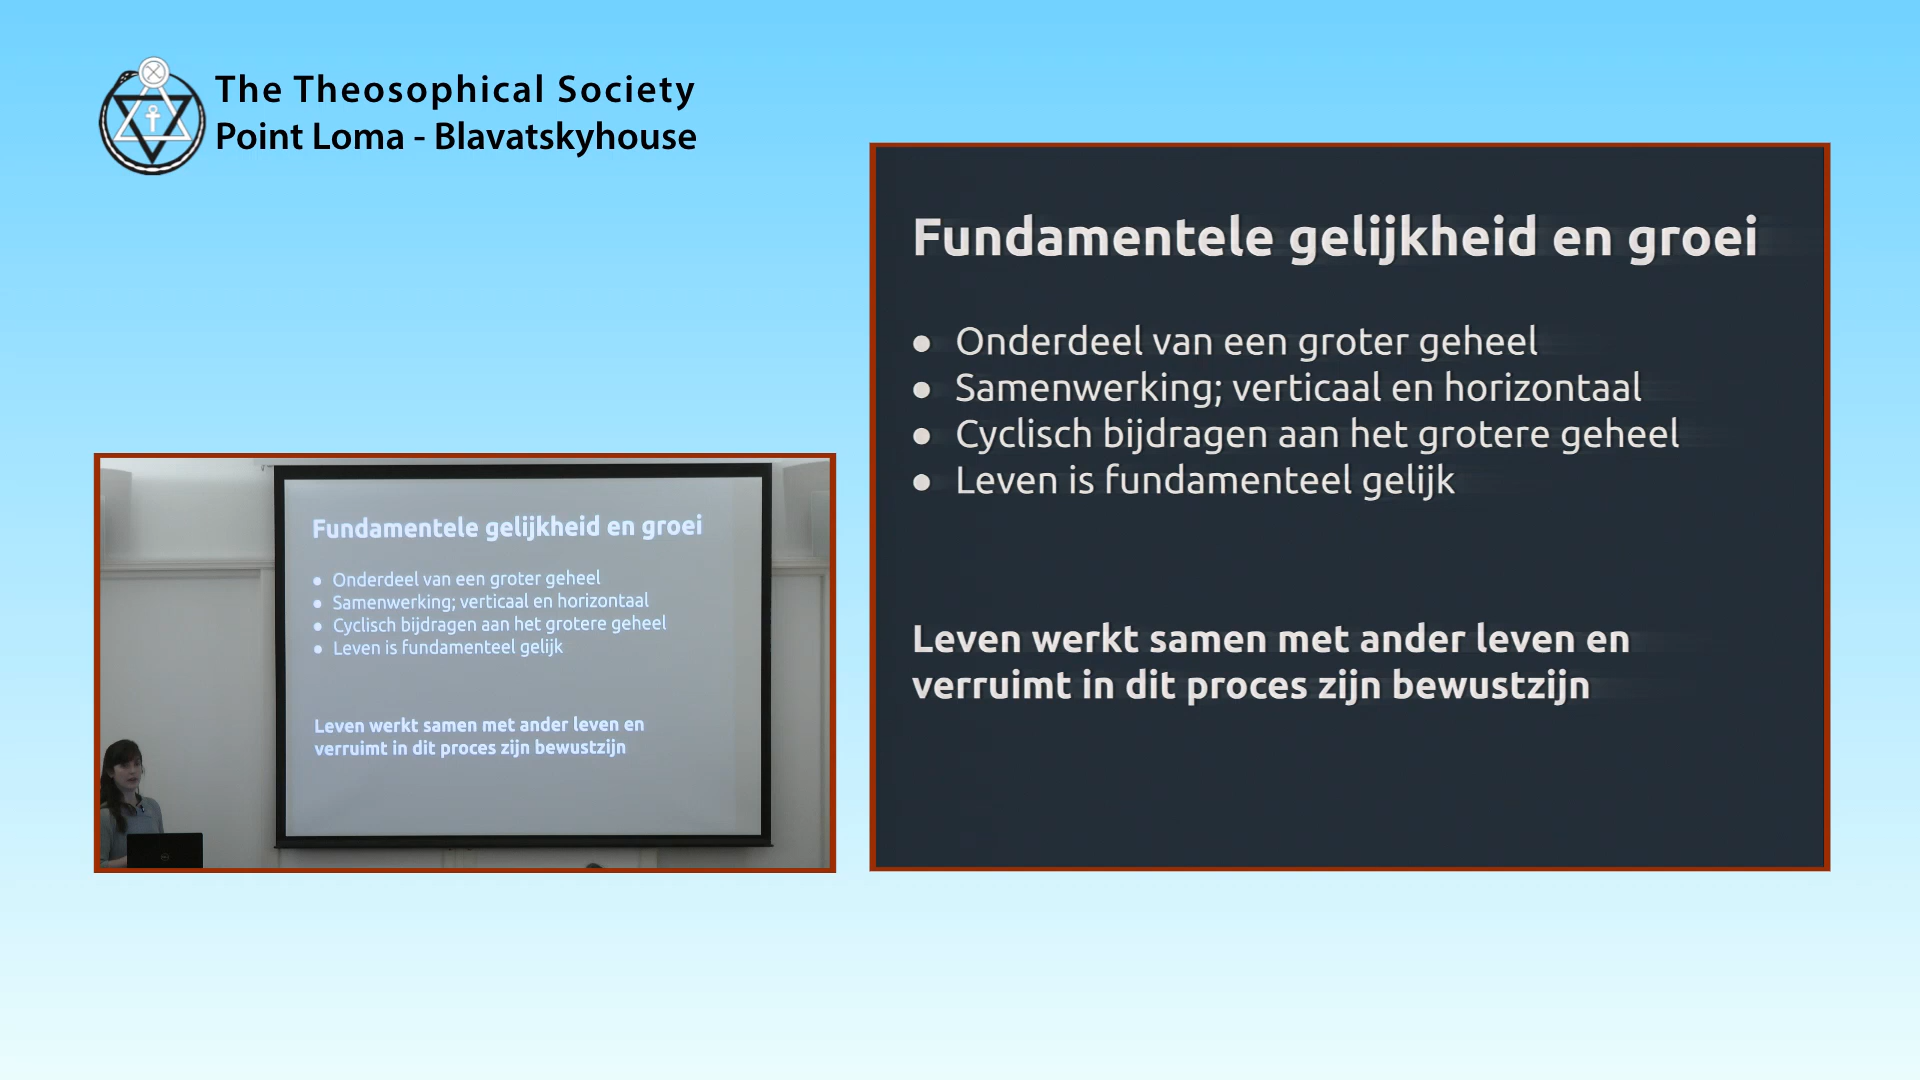 The Theosophical Society
Point Loma - Blavatskyhouse
Fundamentele gelijkheid en groei
● Onderdeel van een groter geheel
● Samenwerking; verticaal en horizontaal
● Cyclisch bijdragen aan het grotere geheel
● Leven is fundamenteel gelijk
Leven werkt samen met ander leven en
verruimt in dit proces zijn bewustzijn
Fundamentele gelijkheid en groei
● Onderdeel van een groter geheel
● Samenwerking; verticaal en horizontaal
● Cyclisch bijdragen aan het grotere geheel
● Leven is fundamenteel gelijk
Leven werkt samen met ander leven en
verruimt in dit proces zijn bewustzijn